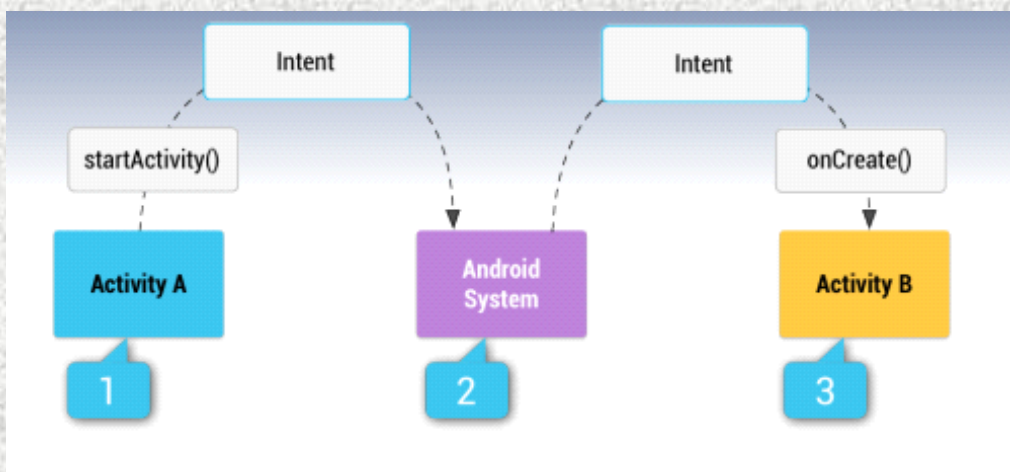 Intent
Intent
startActivity()
onCreate()
Activity A
Android
System
Activity B
1
2
3